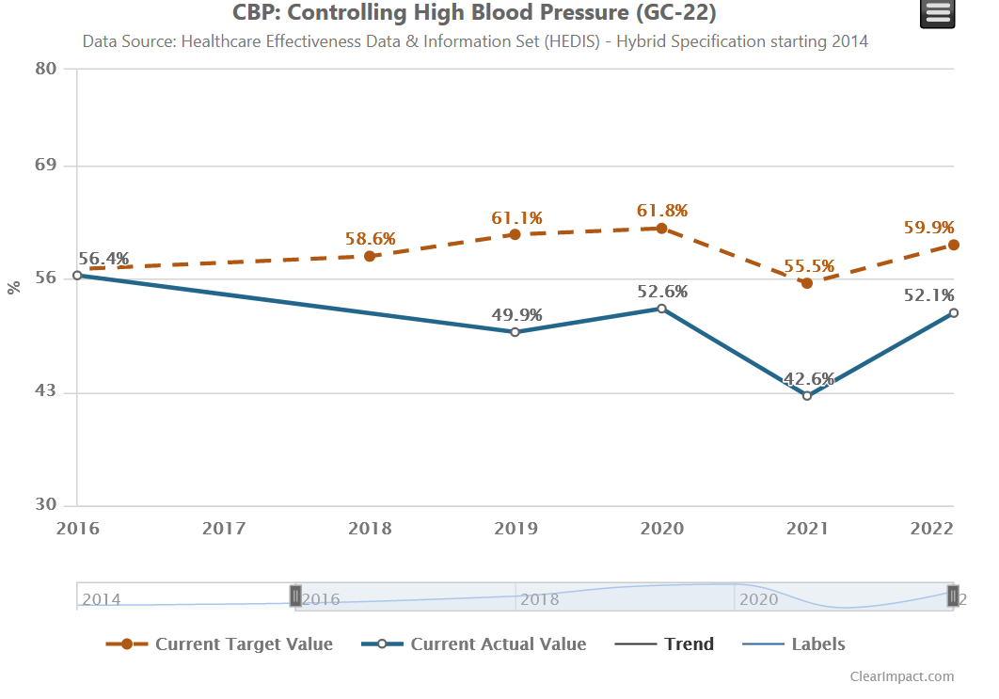 CBP: Controlling High Blood Pressure (GC-22)
Data Source: Healthcare Effectiveness Data & Information Set (HEDIS) - Hybrid Specification starting 2014
80
69
56
43
30
%
61.8%
61.1%
59.9%
58.6%
56.4%
55.5%
52.6%
52.1%
49.9%
42.6%
2016 2017 2018 2019 2020 2021 2022
2014 2016 2018 2020 2
Current Target Value Current Actual Value Trend Labels
ClearImpact.com